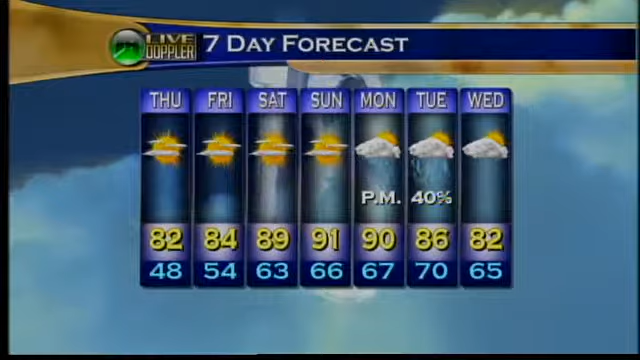 LIVE DOPPLER
7 DAY FORECAST
THU FRI SAT SUN MON TUE WED
P.M. 40%
82 84 89 91 90 86 82
48 54 63 66 67 70 65